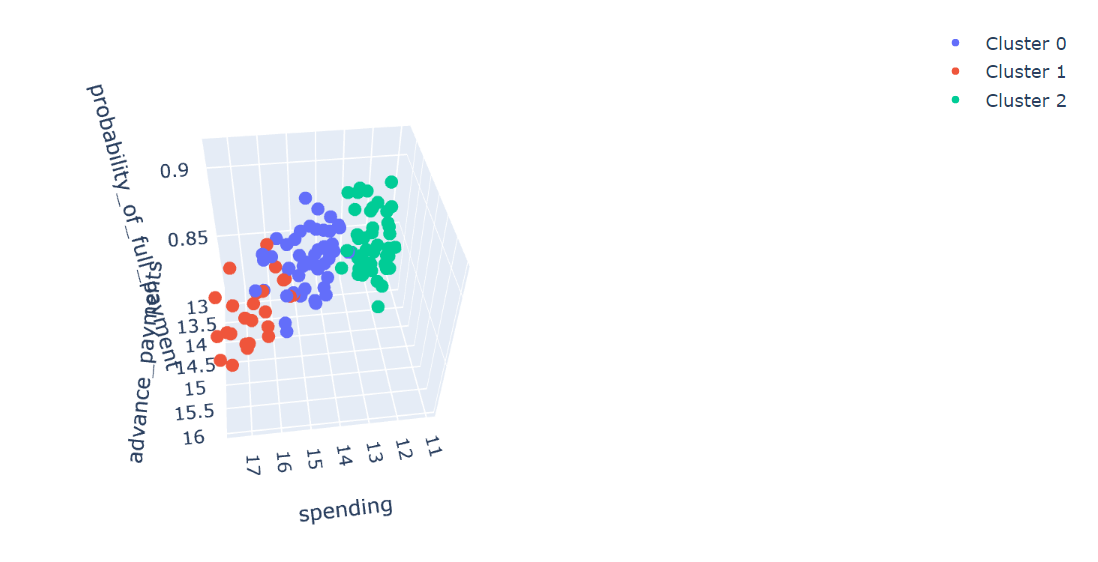 Cluster 0
Cluster 1
Cluster 2
probability_of_full_payment
0.9
0.85
advance_payments
13
13.5
14
14.5
15
15.5
16
17
16
15
14
13
12
11
spending